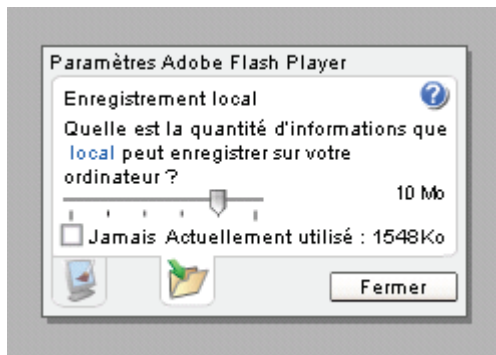 Paramètres Adobe Flash Player
Enregistrement local
?
Quelle est la quantité d'informations que
local peut enregistrer sur votre
ordinateur ?
10 Mo
Jamais Actuellement utilisé : 1548Ko
Fermer